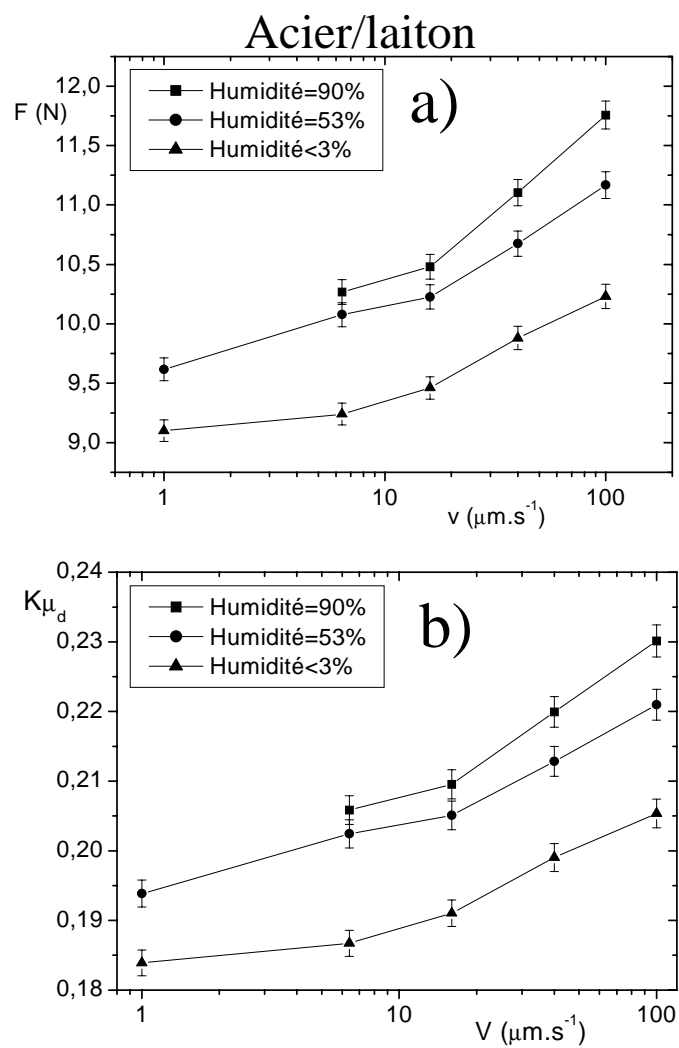 Acier/laiton
12,0
F (N)
Humidité=90%
Humidité=53%
Humidité<3%
a)
11,5
11,0
10,5
10,0
9,5
9,0
1
10
100
v (μm.s⁻¹)
0,24
Kμ_d
Humidité=90%
Humidité=53%
Humidité<3%
b)
0,23
0,22
0,21
0,20
0,19
0,18
1
10
100
V (μm.s⁻¹)